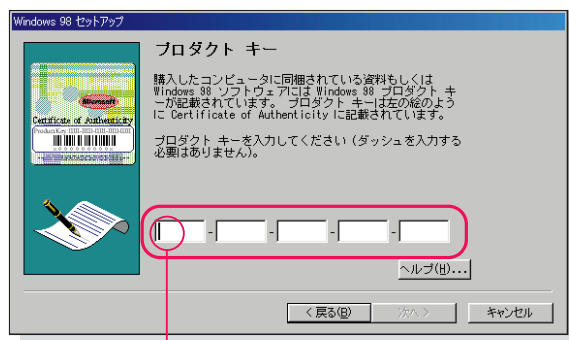 Windows 98 セットアップ
プロダクト キー
購入したコンピュータに同梱されている資料もしくは
Windows 98 ソフトウェアには Windows 98 プロダクト キ
ーが記載されています。 プロダクト キーは左の絵のよう
に Certificate of Authenticity に記載されています。
プロダクト キーを入力してください (ダッシュを入力する
必要はありません)。
Microsoft
Certificate of Authenticity
- - - -
ヘルプ(H)...
< 戻る(B)
次へ >
キャンセル